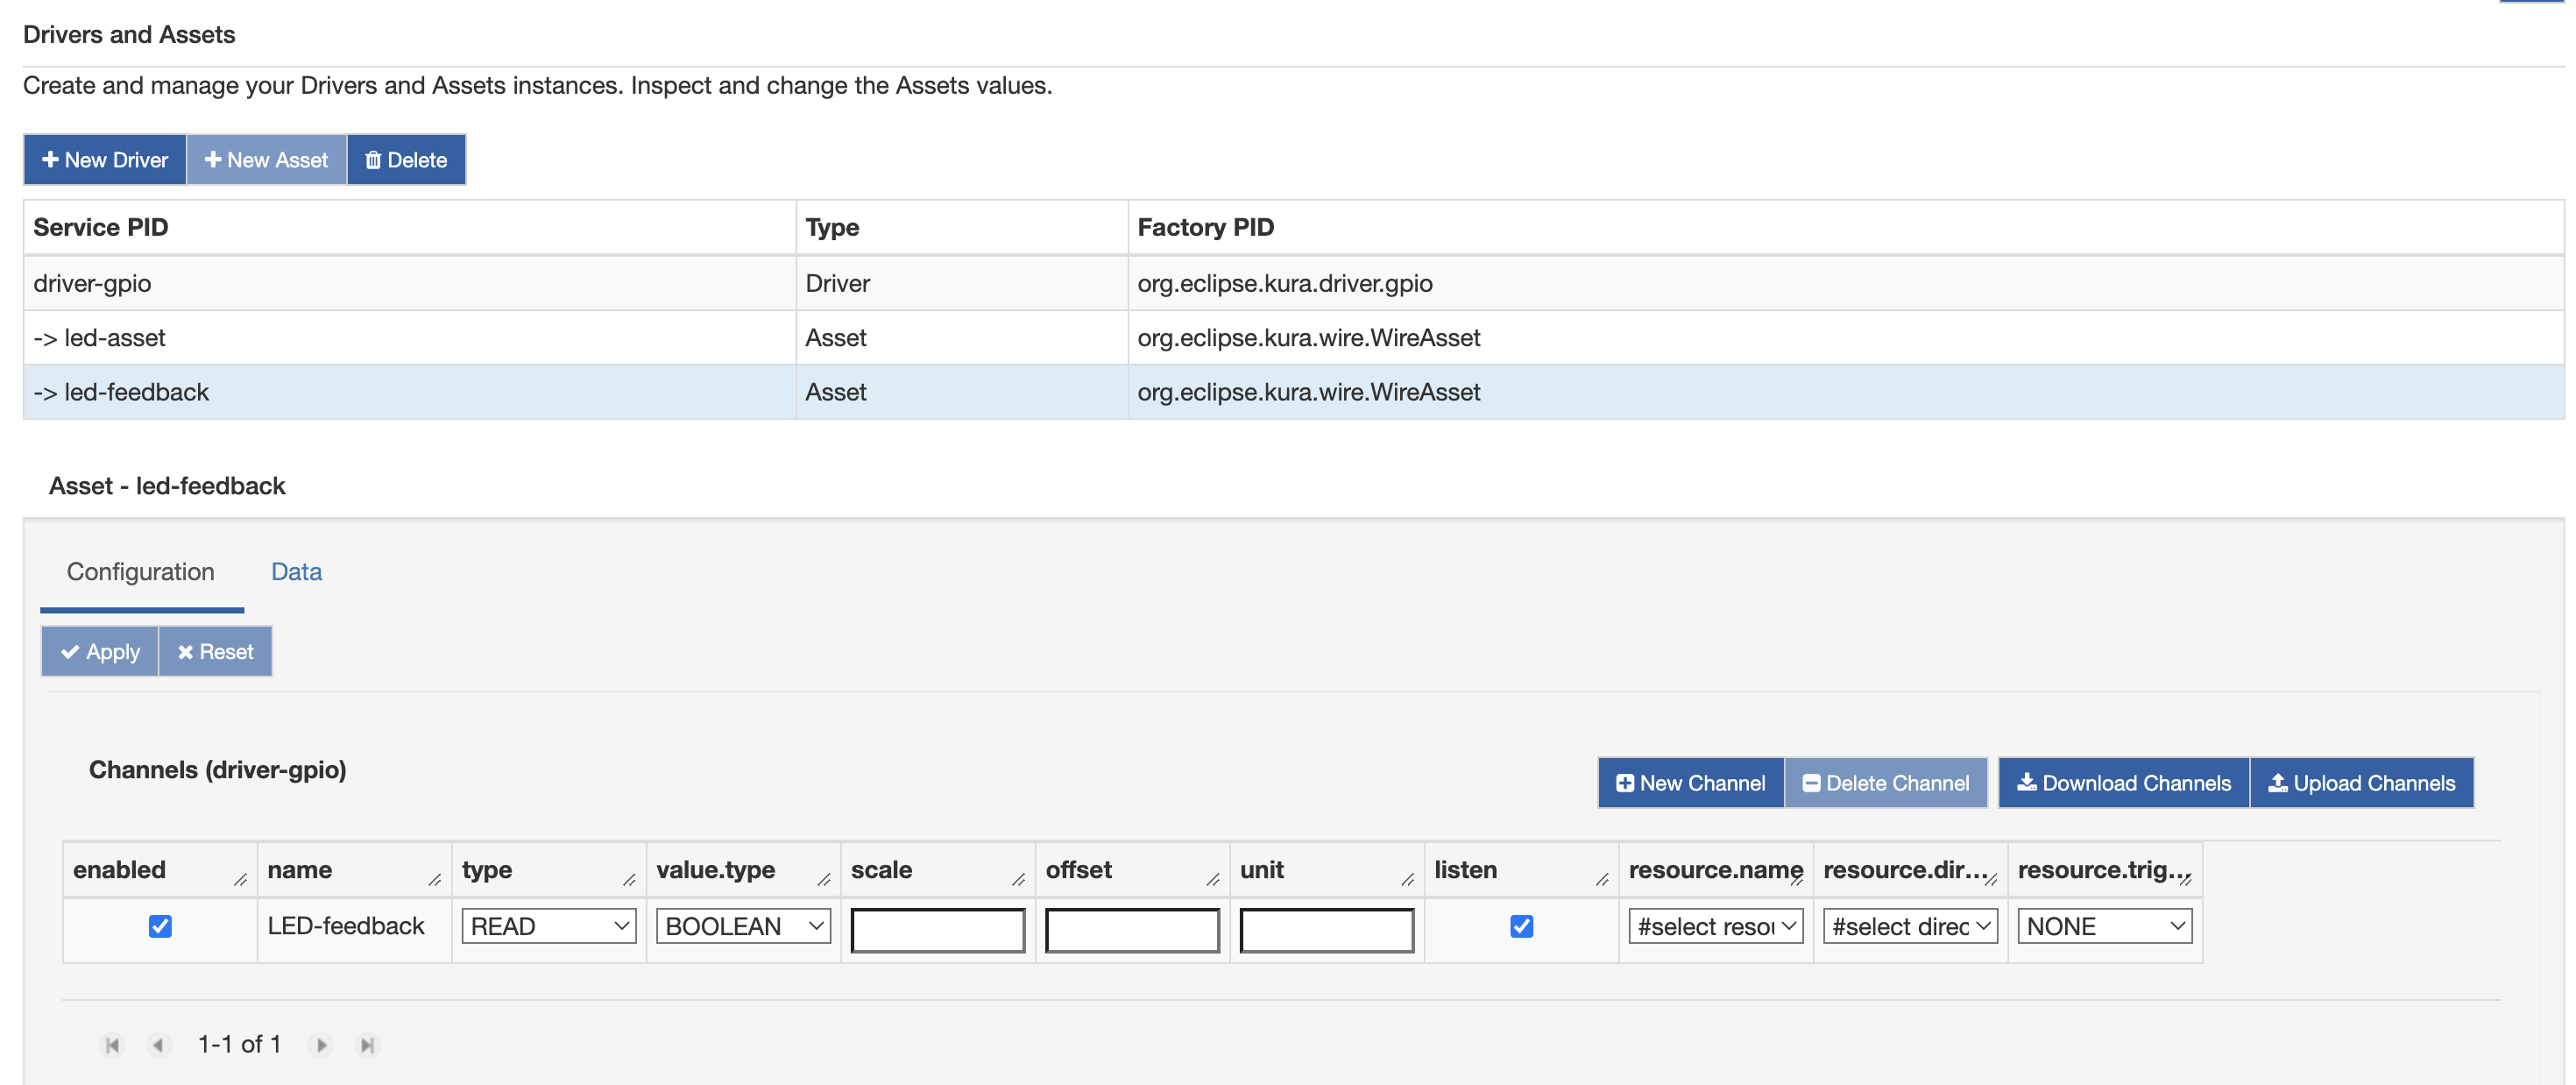 Drivers and Assets
Create and manage your Drivers and Assets instances. Inspect and change the Assets values.
New Driver New Asset Delete
Service PID Type Factory PID
driver-gpio Driver org.eclipse.kura.driver.gpio
-> led-asset Asset org.eclipse.kura.wire.WireAsset
-> led-feedback Asset org.eclipse.kura.wire.WireAsset
Asset - led-feedback
Configuration Data
Apply Reset
Channels (driver-gpio) New Channel Delete Channel Download Channels Upload Channels
enabled name type value.type scale offset unit listen resource.name resource.dir... resource.trig...
LED-feedback READ BOOLEAN #select resou #select direc NONE
1-1 of 1